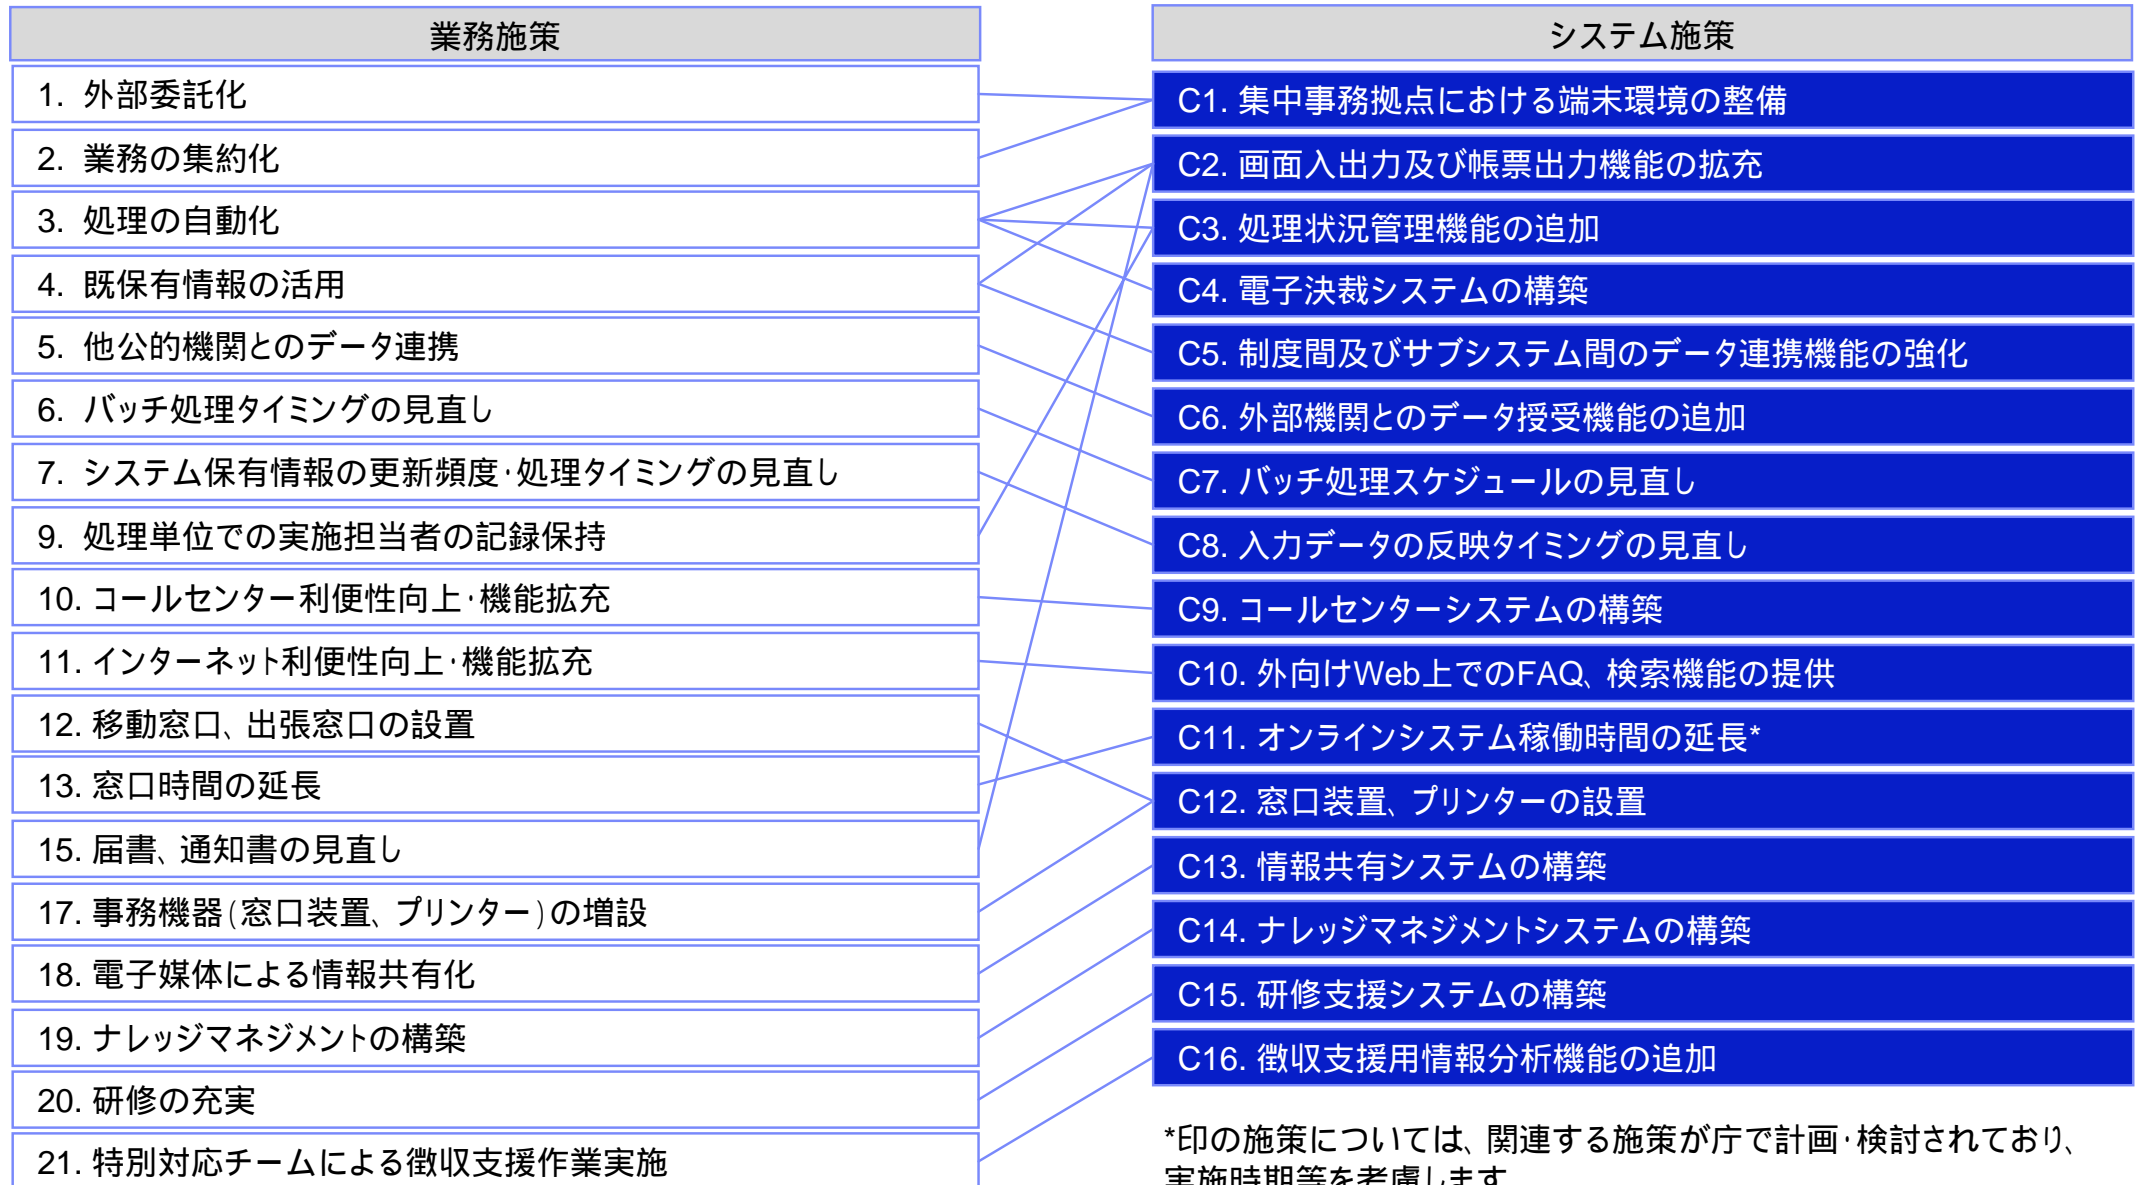 業務施策
1. 外部委託化
2. 業務の集約化
3. 処理の自動化
4. 既保有情報の活用
5. 他公的機関とのデータ連携
6. バッチ処理タイミングの見直し
7. システム保有情報の更新頻度・処理タイミングの見直し
9. 処理単位での実施担当者の記録保持
10. コールセンター利便性向上・機能拡充
11. インターネット利便性向上・機能拡充
12. 移動窓口、出張窓口の設置
13. 窓口時間の延長
15. 届書、通知書の見直し
17. 事務機器(窓口装置、プリンター)の増設
18. 電子媒体による情報共有化
19. ナレッジマネジメントの構築
20. 研修の充実
21. 特別対応チームによる徴収支援作業実施
システム施策
C1. 集中事務拠点における端末環境の整備
C2. 画面入出力及び帳票出力機能の拡充
C3. 処理状況管理機能の追加
C4. 電子決裁システムの構築
C5. 制度間及びサブシステム間のデータ連携機能の強化
C6. 外部機関とのデータ授受機能の追加
C7. バッチ処理スケジュールの見直し
C8. 入力データの反映タイミングの見直し
C9. コールセンターシステムの構築
C10. 外向けWeb上でのFAQ、検索機能の提供
C11. オンラインシステム稼働時間の延長*
C12. 窓口装置、プリンターの設置
C13. 情報共有システムの構築
C14. ナレッジマネジメントシステムの構築
C15. 研修支援システムの構築
C16. 徴収支援用情報分析機能の追加
*印の施策については、関連する施策が庁で計画・検討されており、
実施時期等を考慮します